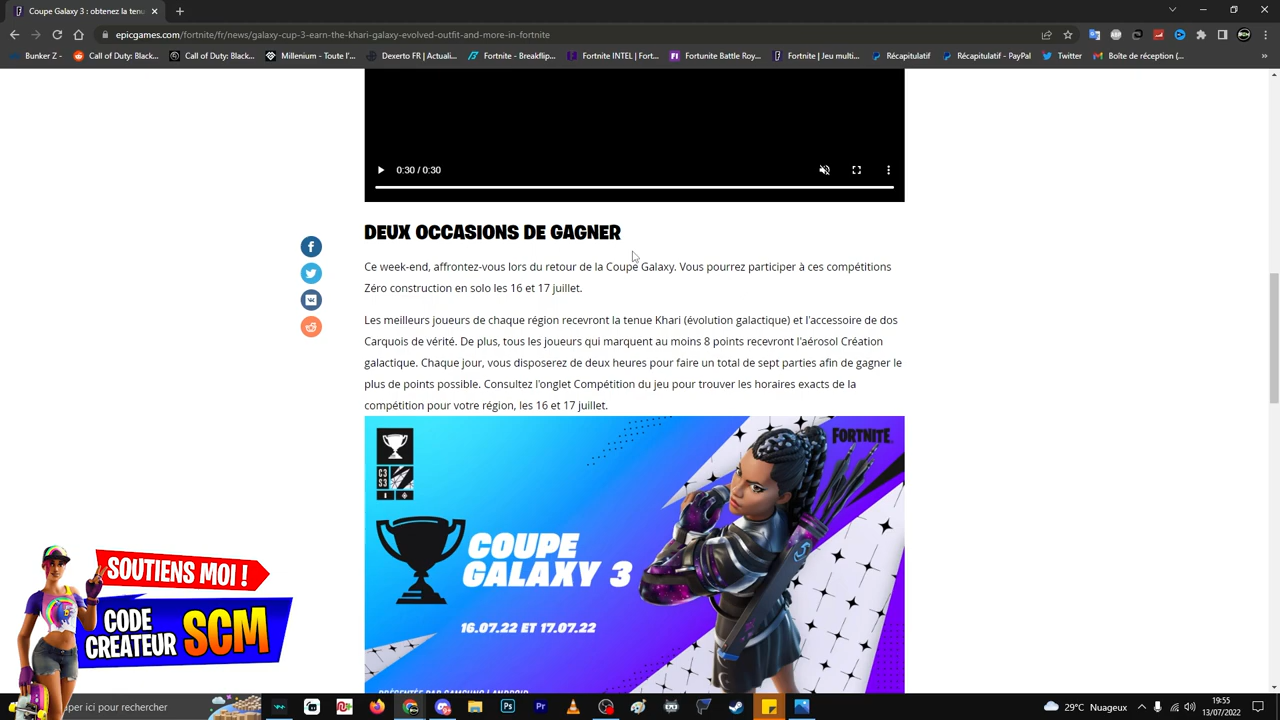 Coupe Galaxy 3 : obtenez la tenu
epicgames.com/fortnite/fr/news/galaxy-cup-3-earn-the-khari-galaxy-evolved-outfit-and-more-in-fortnite
Bunker Z - Call of Duty: Black... Call of Duty: Black... Millenium - Toute l'... Dexerto FR | Actuali... Fortnite - Breakflip... Fortnite INTEL | Fort... Fortunite Battle Roy... Fortnite | Jeu multi... Récapitulatif Récapitulatif - PayPal Twitter Boîte de réception (...
0:30 / 0:30
DEUX OCCASIONS DE GAGNER
Ce week-end, affrontez-vous lors du retour de la Coupe Galaxy. Vous pourrez participer à ces compétitions
Zéro construction en solo les 16 et 17 juillet.
Les meilleurs joueurs de chaque région recevront la tenue Khari (évolution galactique) et l'accessoire de dos
Carquois de vérité. De plus, tous les joueurs qui marquent au moins 8 points recevront l'aérosol Création
galactique. Chaque jour, vous disposerez de deux heures pour faire un total de sept parties afin de gagner le
plus de points possible. Consultez l'onglet Compétition du jeu pour trouver les horaires exacts de la
compétition pour votre région, les 16 et 17 juillet.
FORTNITE
C3
S3
COUPE
GALAXY 3
16.07.22 ET 17.07.22
PRÉSENTÉE PAR SAMSUNG | ANDROID
SOUTIENS MOI !
CODE
CRÉATEUR SCM
aper ici pour rechercher
29°C Nuageux
19:55
13/07/2022